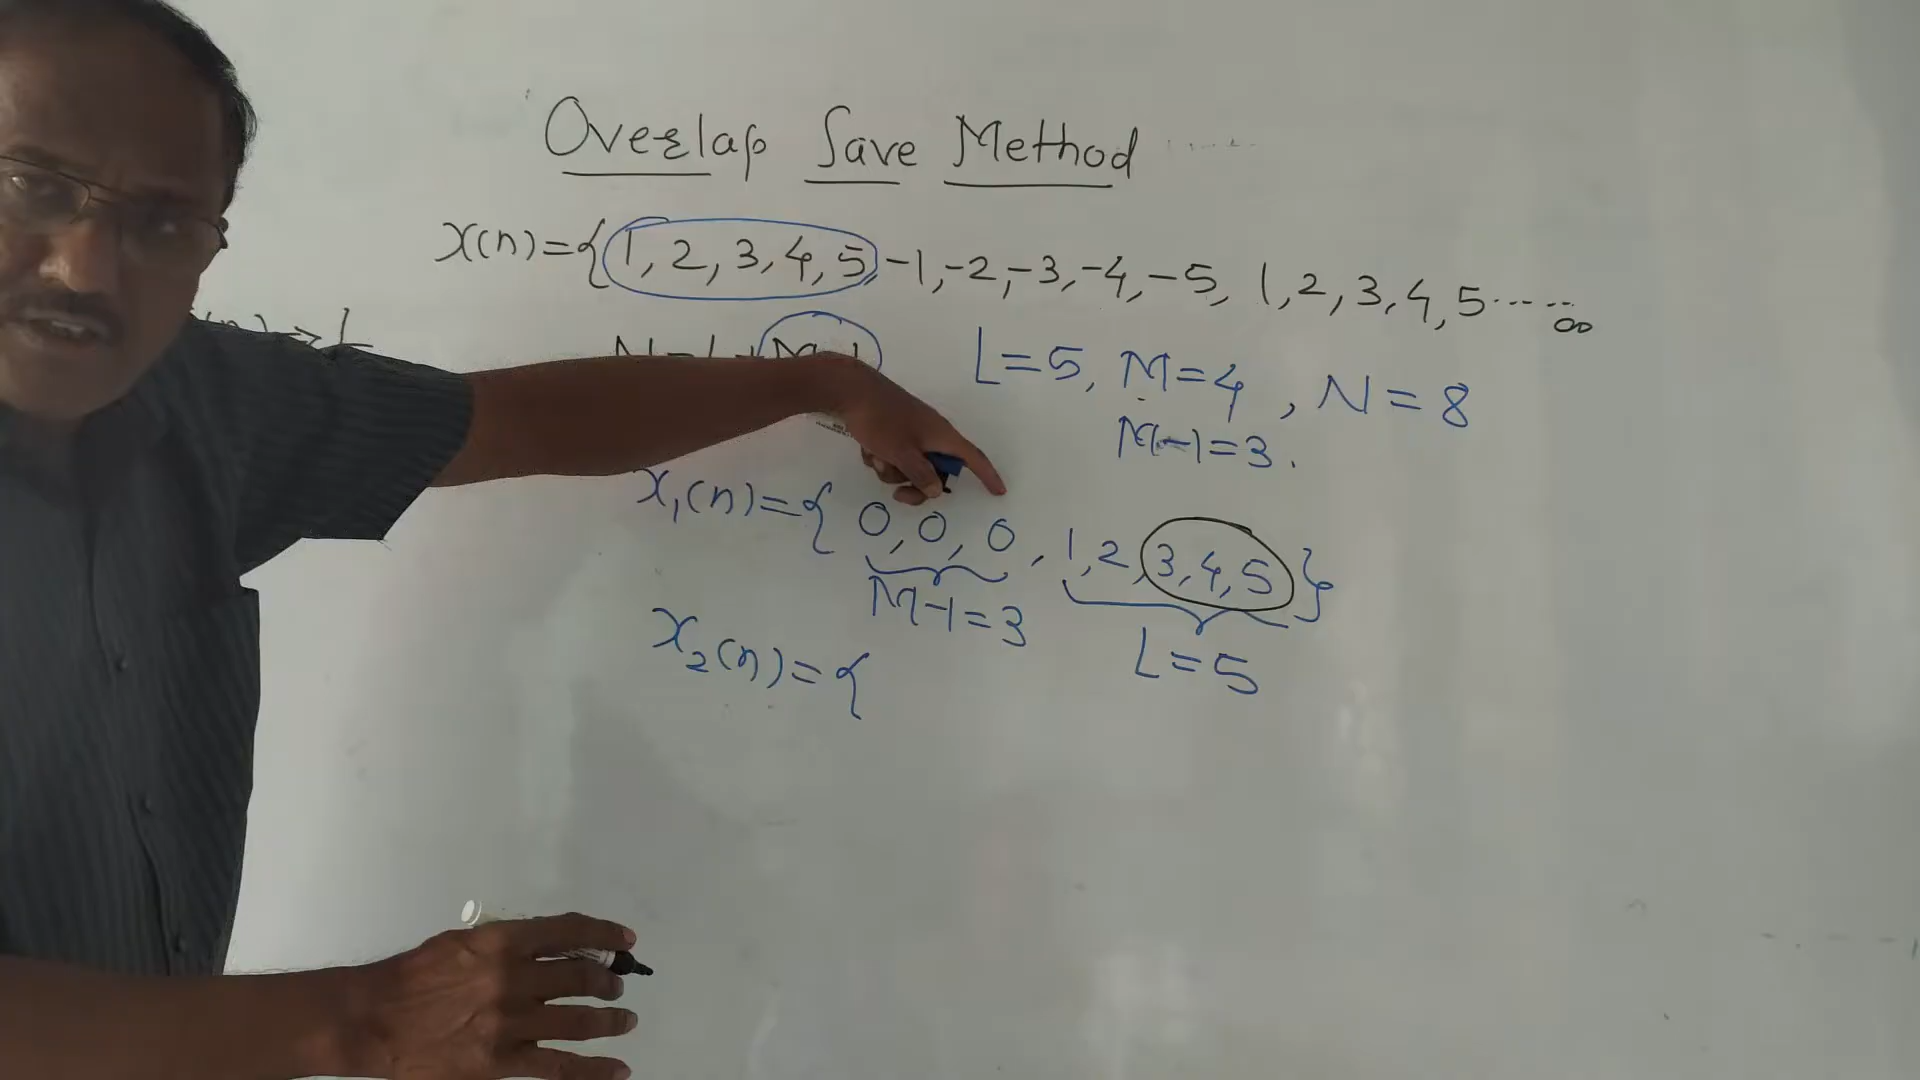 Overlap Save Method
x(n)={1,2,3,4,5,-1,-2,-3,-4,-5, 1,2,3,4,5.....∞
(n) ⇒ L
N=L+M-1
L=5, M=4, N=8
M-1=3.
x₁(n)={0,0,0,1,2,3,4,5}
M-1=3
L=5
x₂(n)={